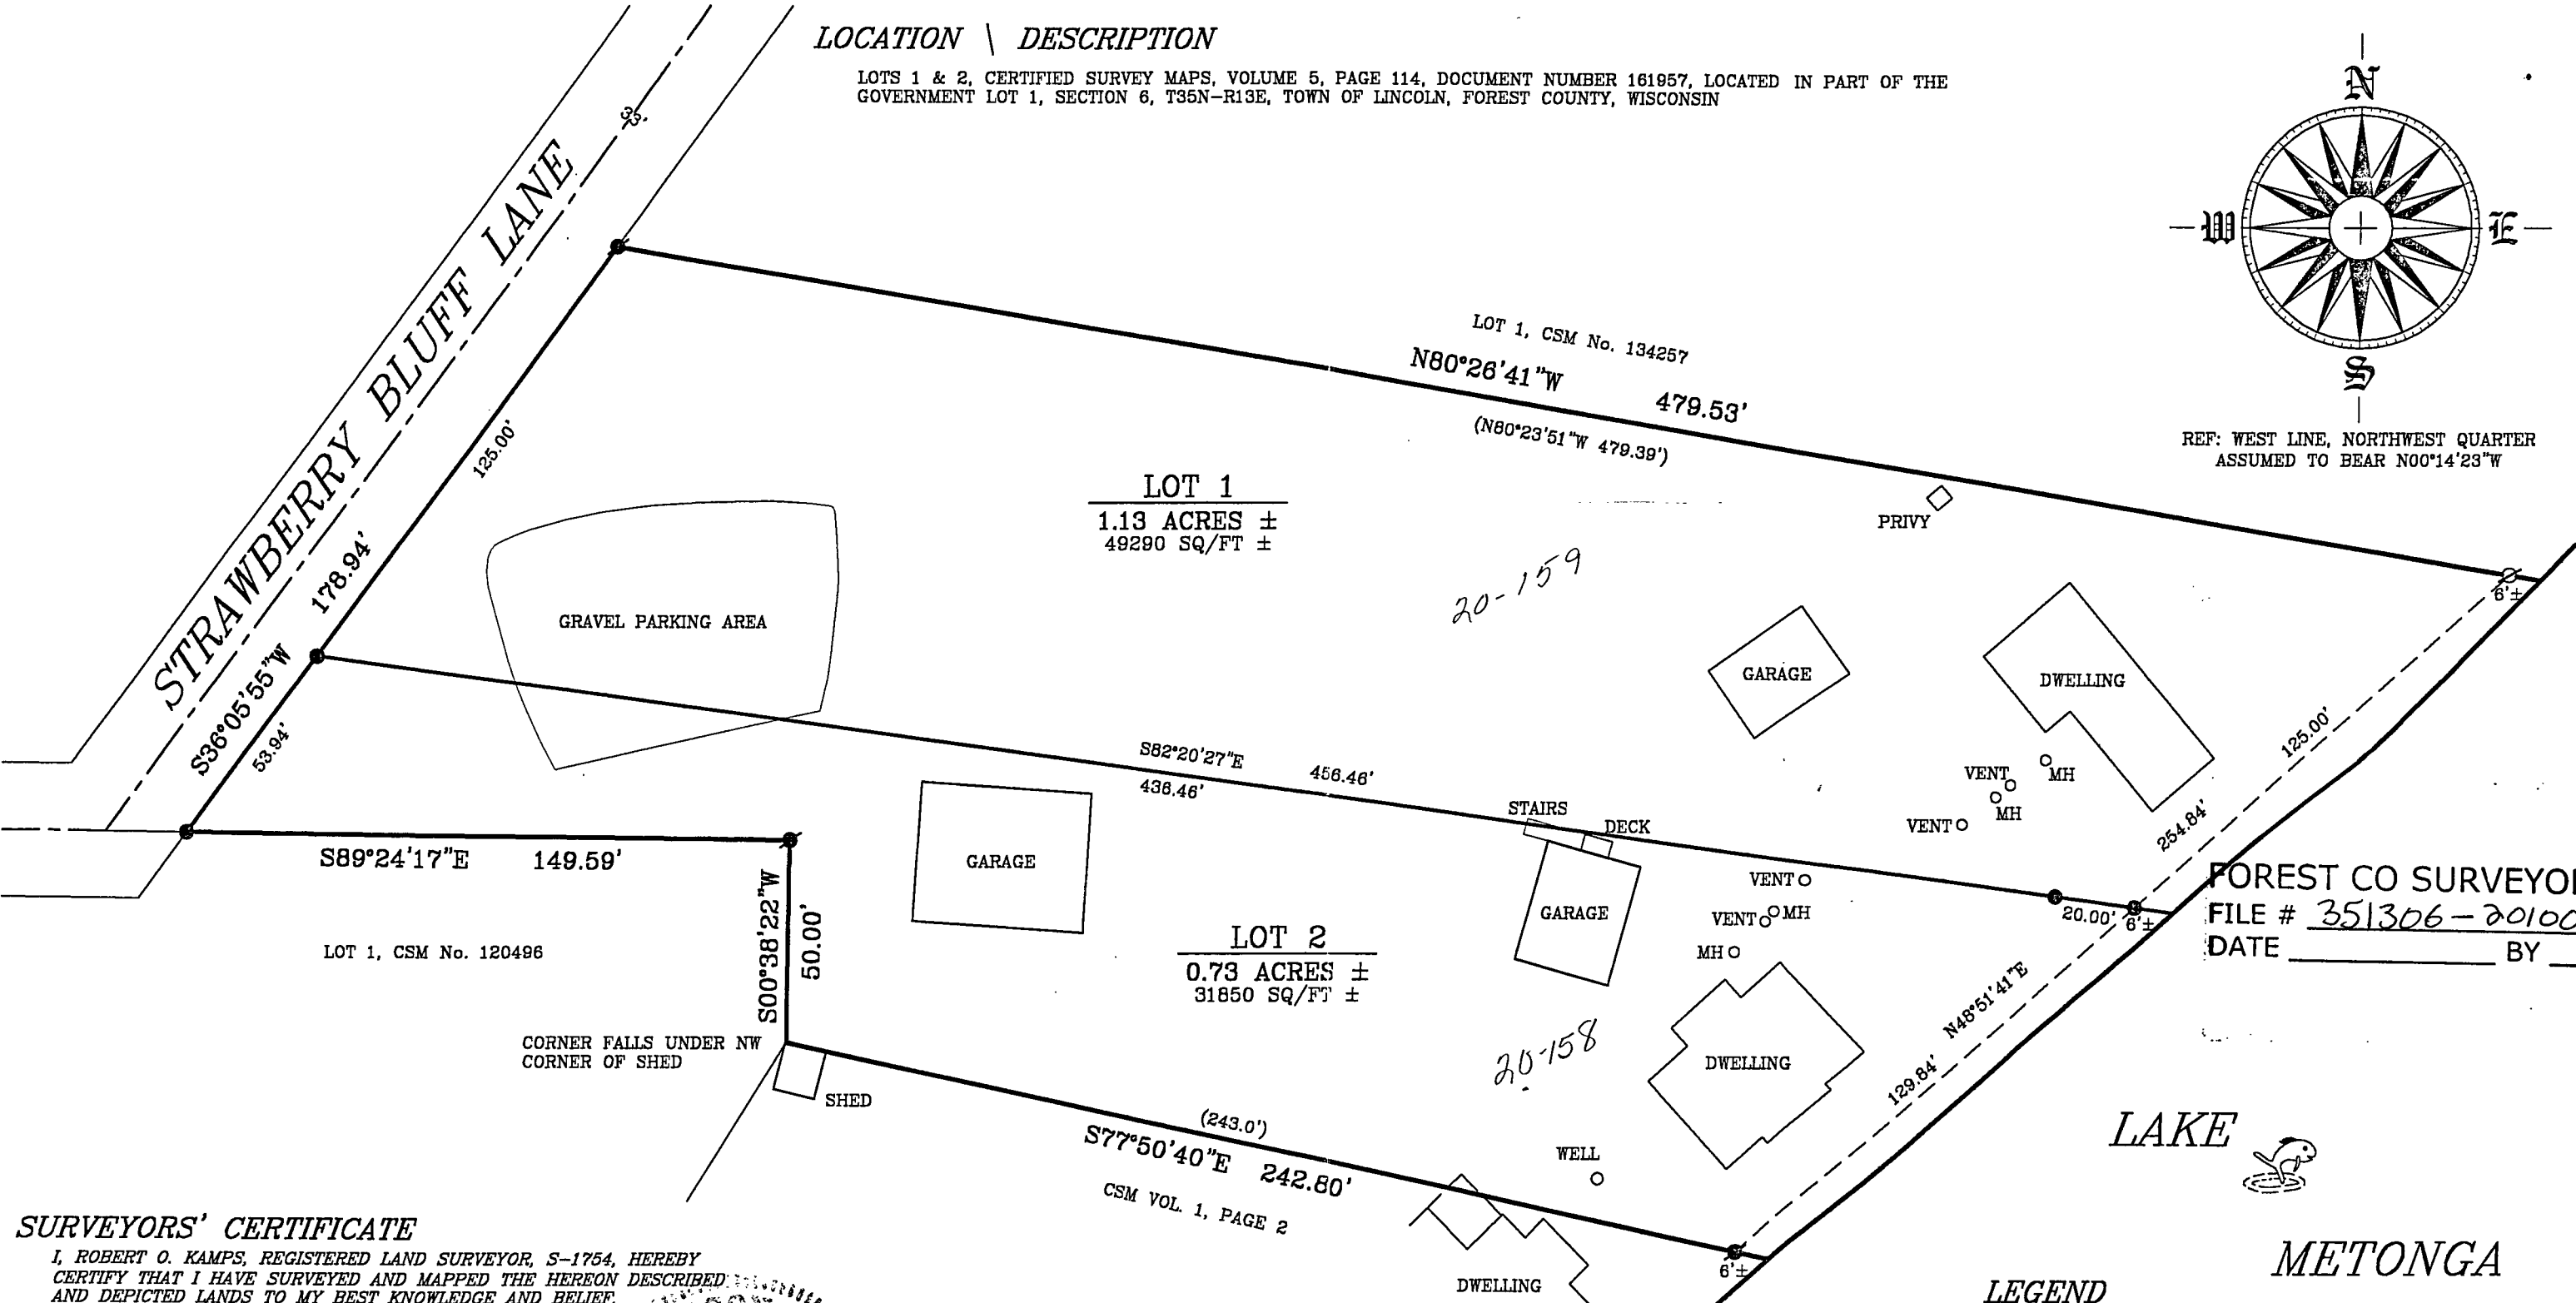 LOCATION \ DESCRIPTION
LOTS 1 & 2, CERTIFIED SURVEY MAPS, VOLUME 5, PAGE 114, DOCUMENT NUMBER 161957, LOCATED IN PART OF THE
GOVERNMENT LOT 1, SECTION 6, T35N-R13E, TOWN OF LINCOLN, FOREST COUNTY, WISCONSIN
N
W
E
S
REF: WEST LINE, NORTHWEST QUARTER
ASSUMED TO BEAR N00°14'23"W
33'
STRAWBERRY BLUFF LANE
125.00'
178.94'
S36°05'55"W
53.94'
LOT 1, CSM No. 134257
N80°26'41"W 479.53'
(N80°23'51"W 479.39')
LOT 1
1.13 ACRES ±
49290 SQ/FT ±
20-159
PRIVY
6'±
GRAVEL PARKING AREA
GARAGE
DWELLING
125.00'
254.84'
VENT
MH
MH
VENT
S82°20'27"E 456.46'
436.46'
STAIRS
DECK
GARAGE
GARAGE
VENT
VENT
MH
MH
20.00'
6'±
FOREST CO SURVEYOR
FILE # 351306-20100
DATE ____ BY __
S89°24'17"E 149.59'
S00°38'22"W
50.00'
LOT 1, CSM No. 120496
LOT 2
0.73 ACRES ±
31850 SQ/FT ±
20-158
N48°51'41"E
129.84'
CORNER FALLS UNDER NW
CORNER OF SHED
SHED
DWELLING
WELL
(243.0')
S77°50'40"E 242.80'
CSM VOL. 1, PAGE 2
6'±
DWELLING
LAKE
METONGA
LEGEND
SURVEYORS' CERTIFICATE
I, ROBERT O. KAMPS, REGISTERED LAND SURVEYOR, S-1754, HEREBY
CERTIFY THAT I HAVE SURVEYED AND MAPPED THE HEREON DESCRIBED
AND DEPICTED LANDS TO MY BEST KNOWLEDGE AND BELIEF.